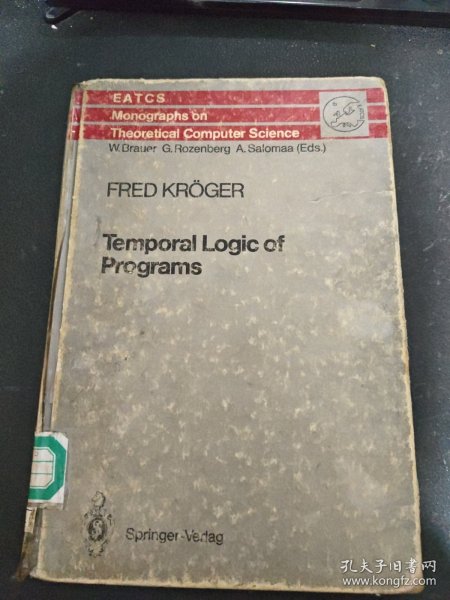 EATCS
Monographs on
Theoretical Computer Science
W. Brauer G. Rozenberg A. Salomaa (Eds.)
FRED KRÖGER
Temporal Logic of
Programs
Springer-Verlag
孔夫子旧书网
www.kongfz.com